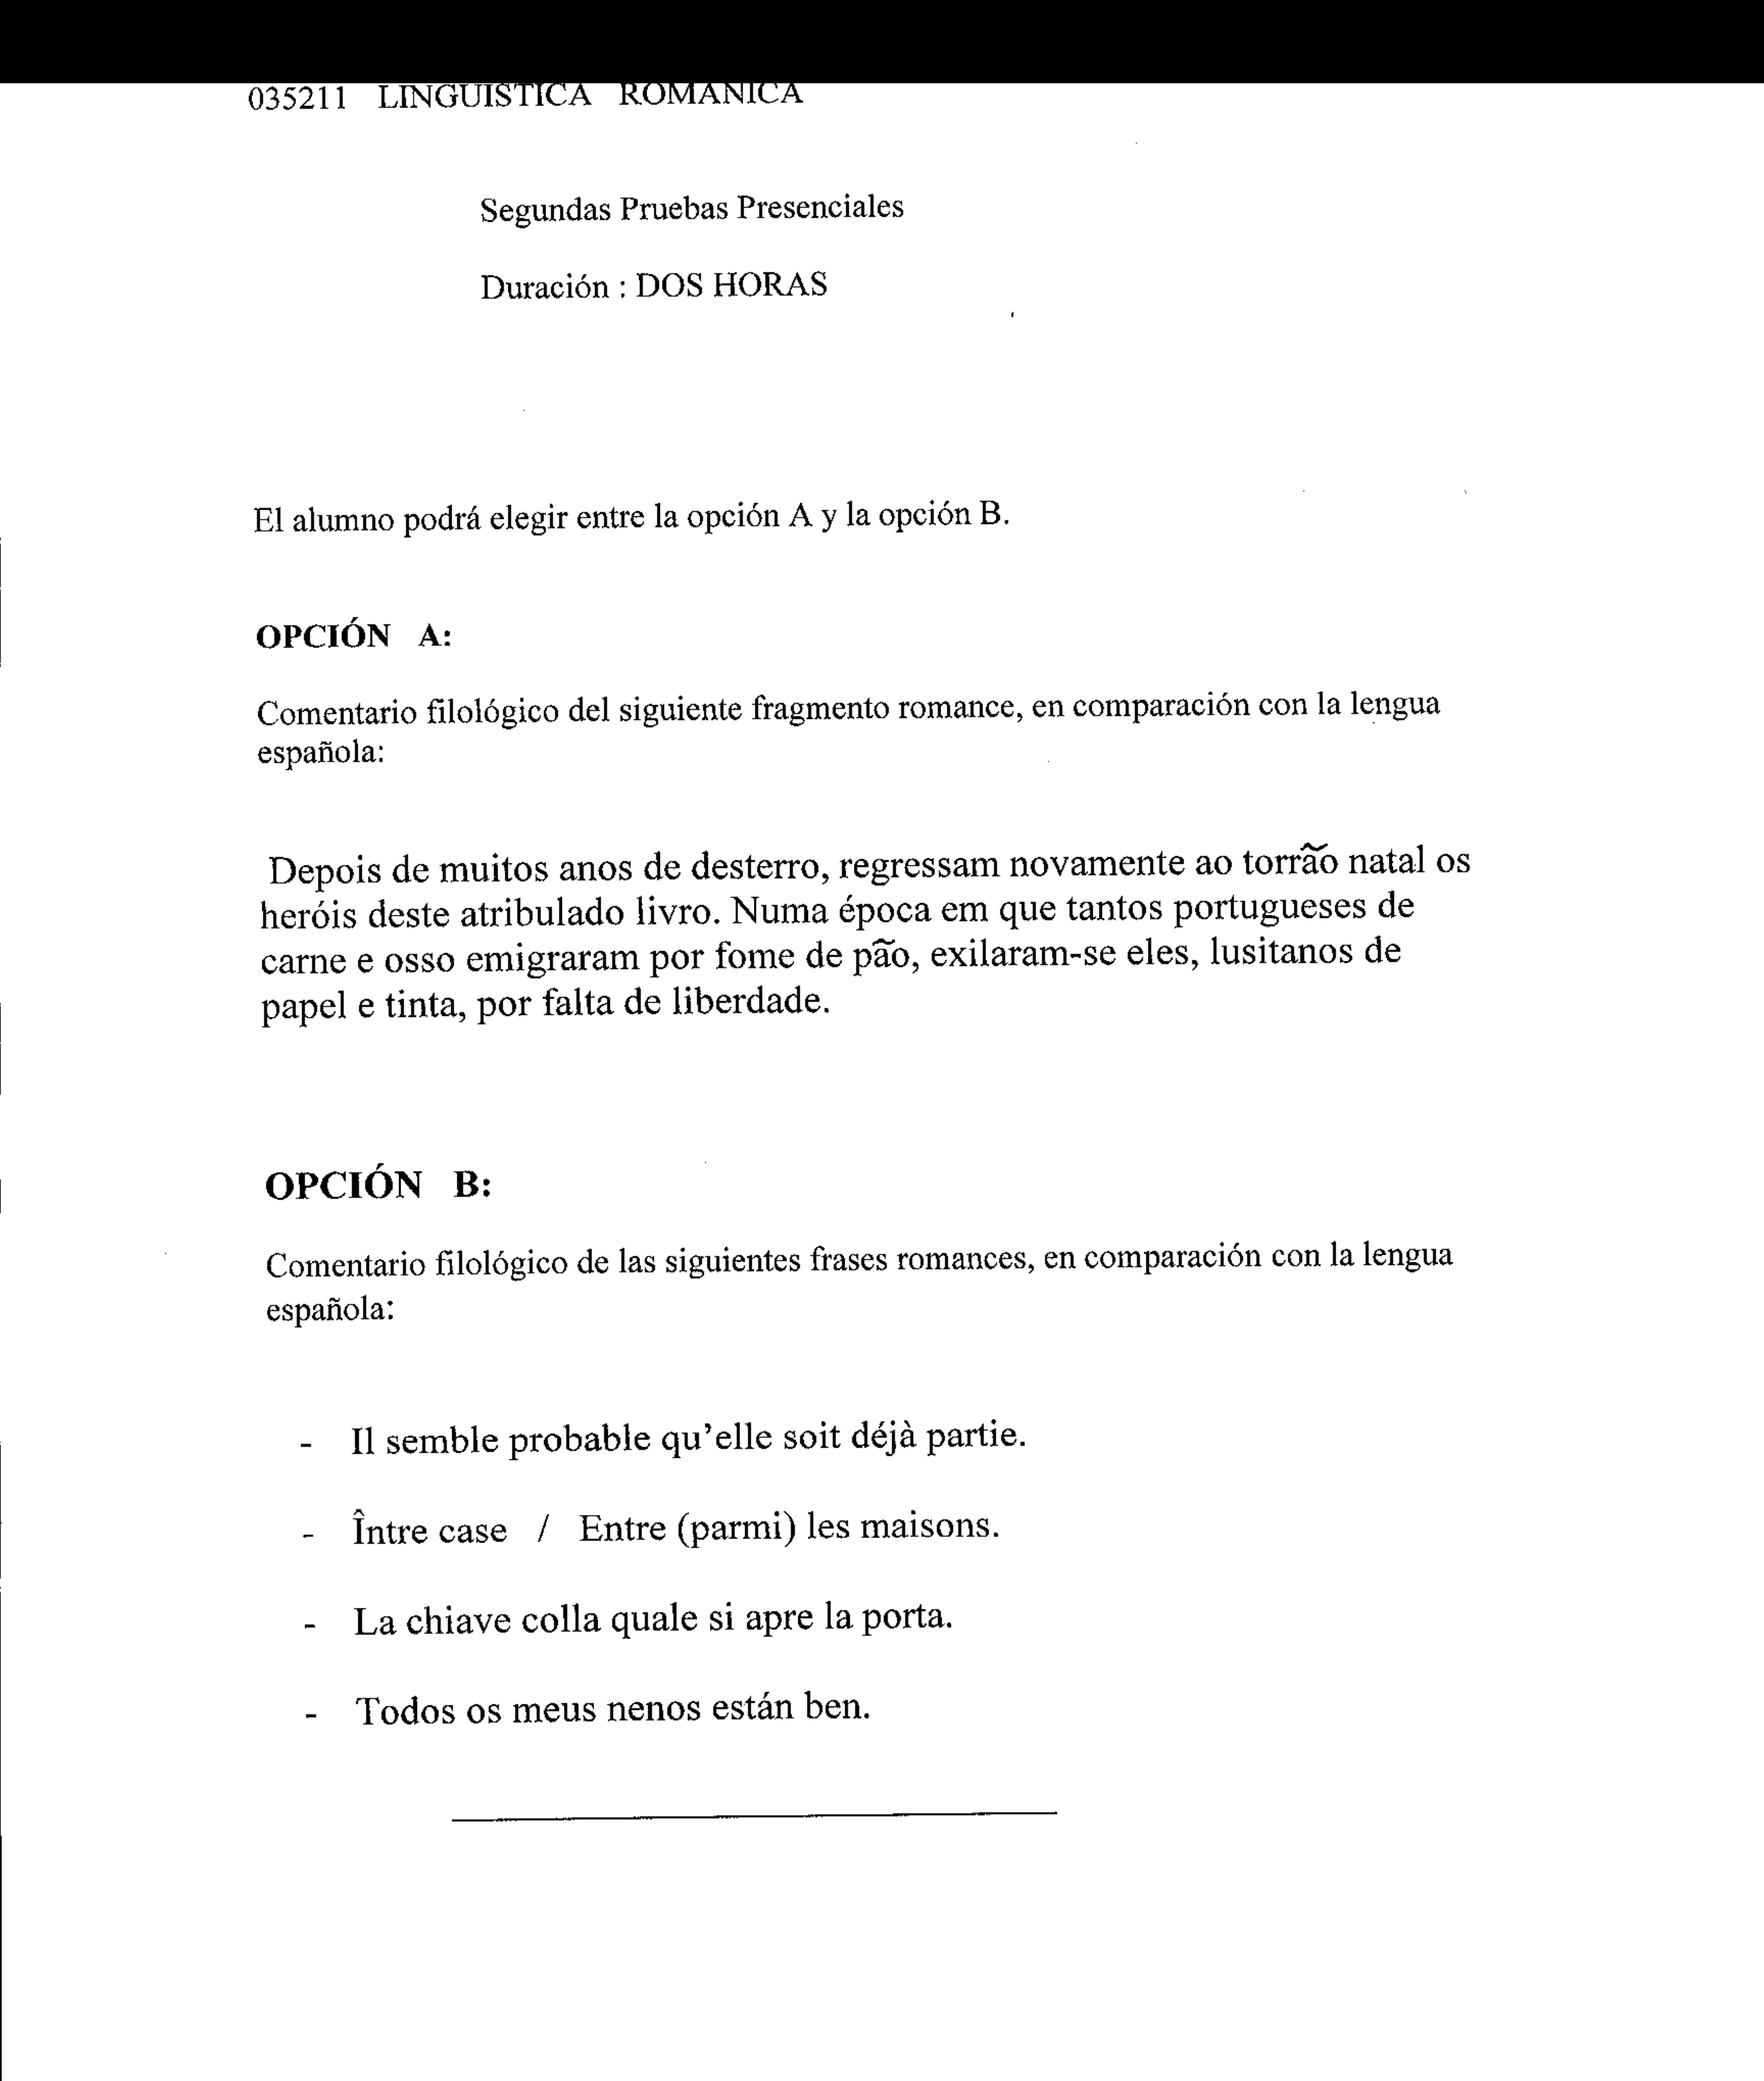 035211 LINGUISTICA ROMANICA
Segundas Pruebas Presenciales
Duración : DOS HORAS
El alumno podrá elegir entre la opción A y la opción B.
OPCIÓN A:
Comentario filológico del siguiente fragmento romance, en comparación con la lengua
española:
Depois de muitos anos de desterro, regressam novamente ao torrão natal os
heróis deste atribulado livro. Numa época em que tantos portugueses de
carne e osso emigraram por fome de pão, exilaram-se eles, lusitanos de
papel e tinta, por falta de liberdade.
OPCIÓN B:
Comentario filológico de las siguientes frases romances, en comparación con la lengua
española:
- Il semble probable qu'elle soit déjà partie.
- Între case / Entre (parmi) les maisons.
- La chiave colla quale si apre la porta.
- Todos os meus nenos están ben.